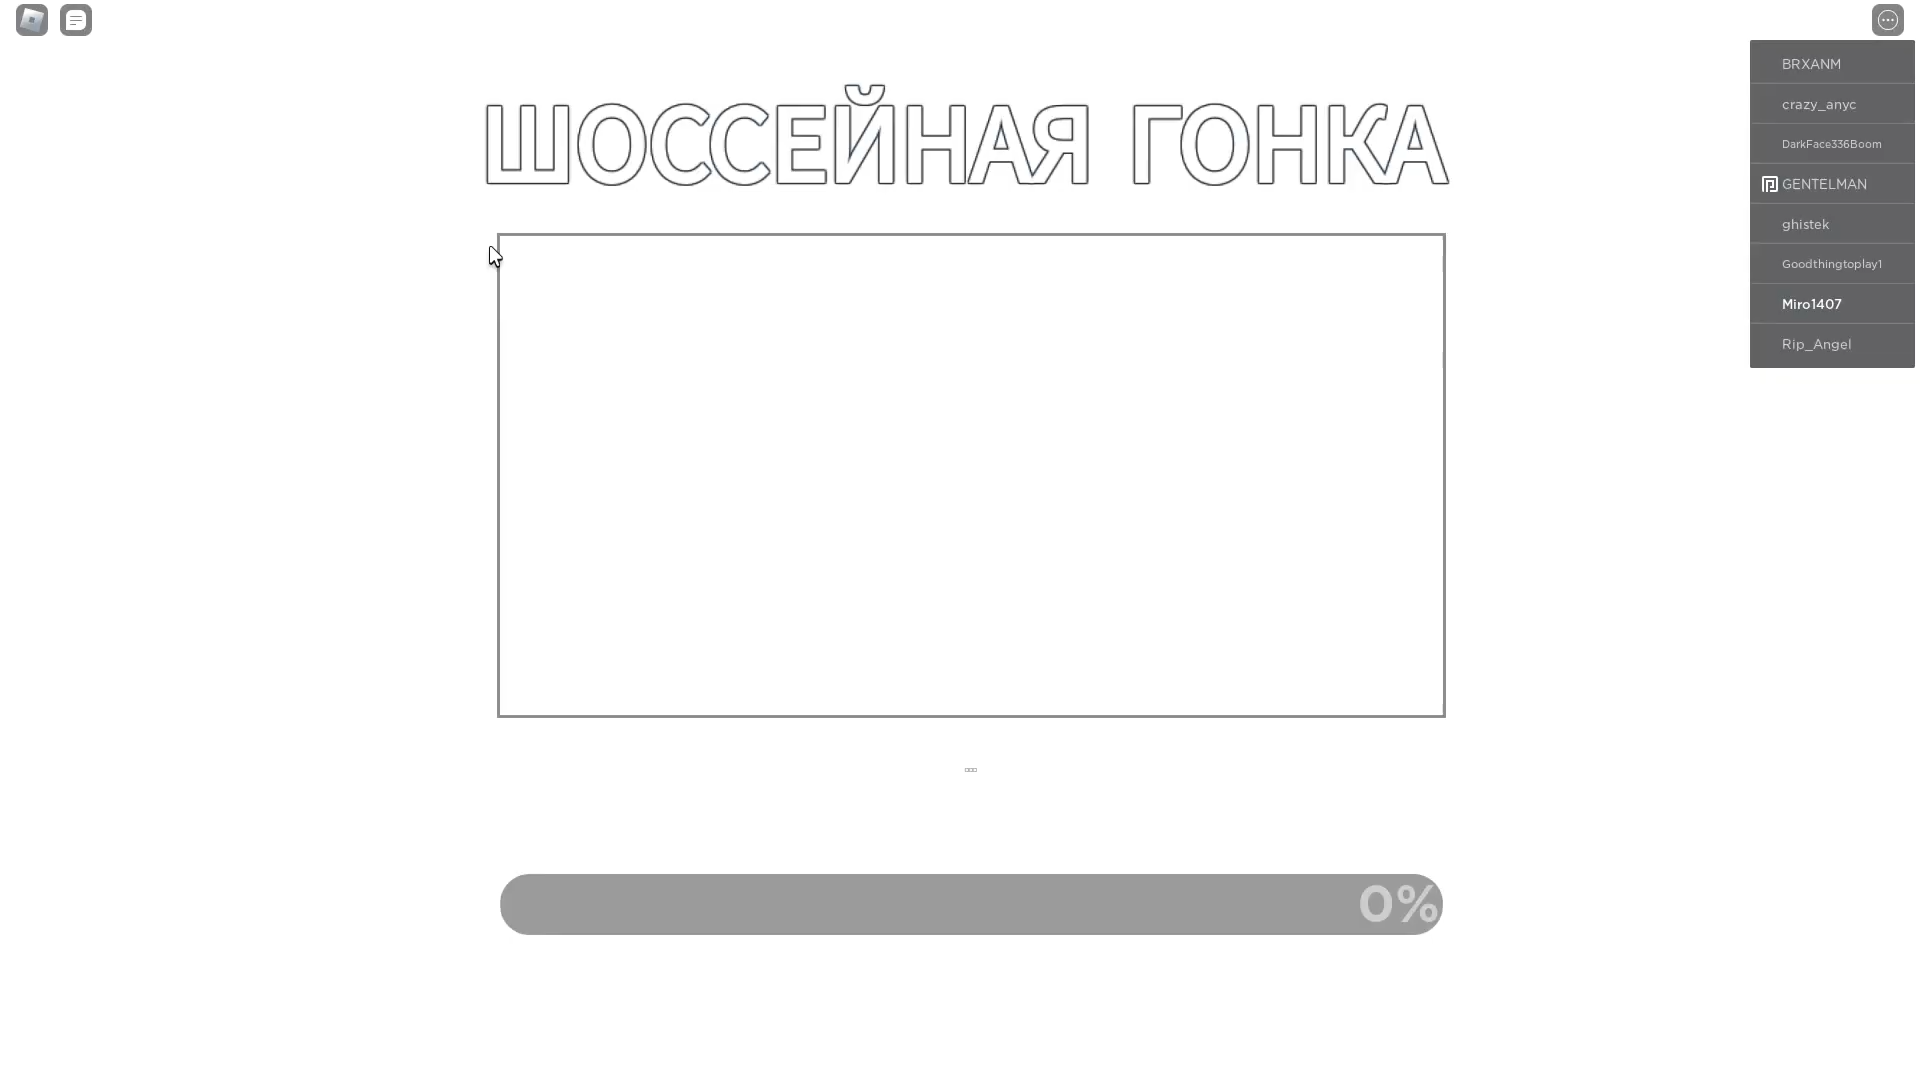 ШОССЕЙНАЯ ГОНКА
BRXANM
crazy_anyc
DarkFace336Boom
GENTELMAN
ghistek
Goodthingtoplay1
Miro1407
Rip_Angel
0%